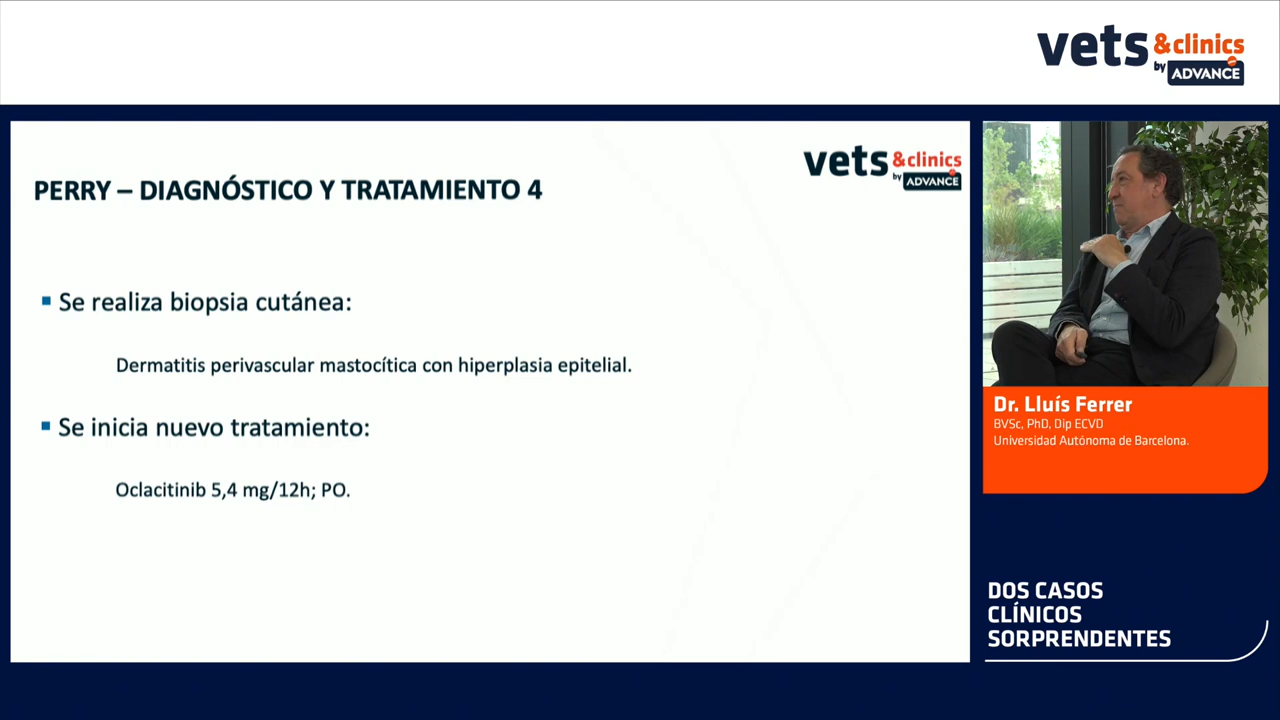 vets &clinics
by ADVANCE
vets &clinics
by ADVANCE
PERRY – DIAGNÓSTICO Y TRATAMIENTO 4
Se realiza biopsia cutánea:
Dermatitis perivascular mastocítica con hiperplasia epitelial.
Se inicia nuevo tratamiento:
Oclacitinib 5,4 mg/12h; PO.
Dr. Lluís Ferrer
BVSc, PhD, Dip ECVD
Universidad Autónoma de Barcelona.
DOS CASOS
CLÍNICOS
SORPRENDENTES